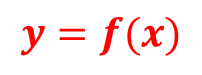 y = f(x)